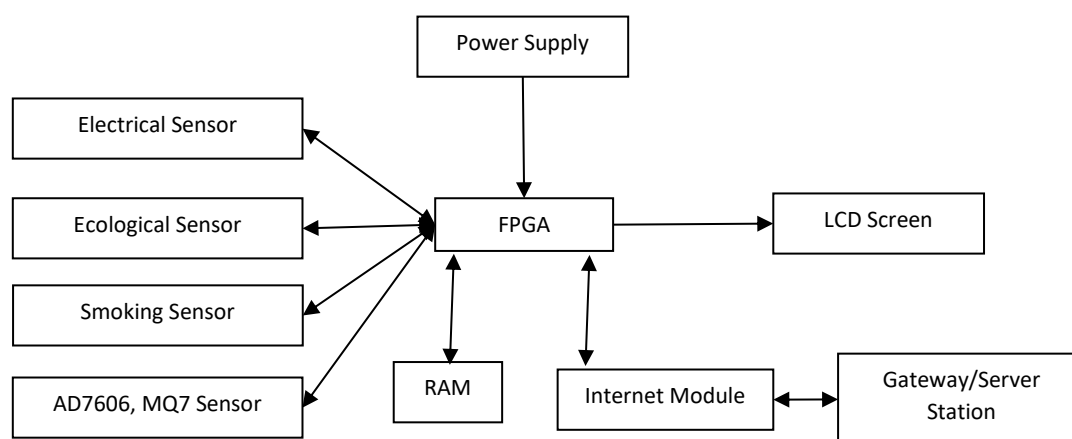 Power Supply
Electrical Sensor
Ecological Sensor
FPGA
LCD Screen
Smoking Sensor
AD7606, MQ7 Sensor
RAM
Internet Module
Gateway/Server
Station